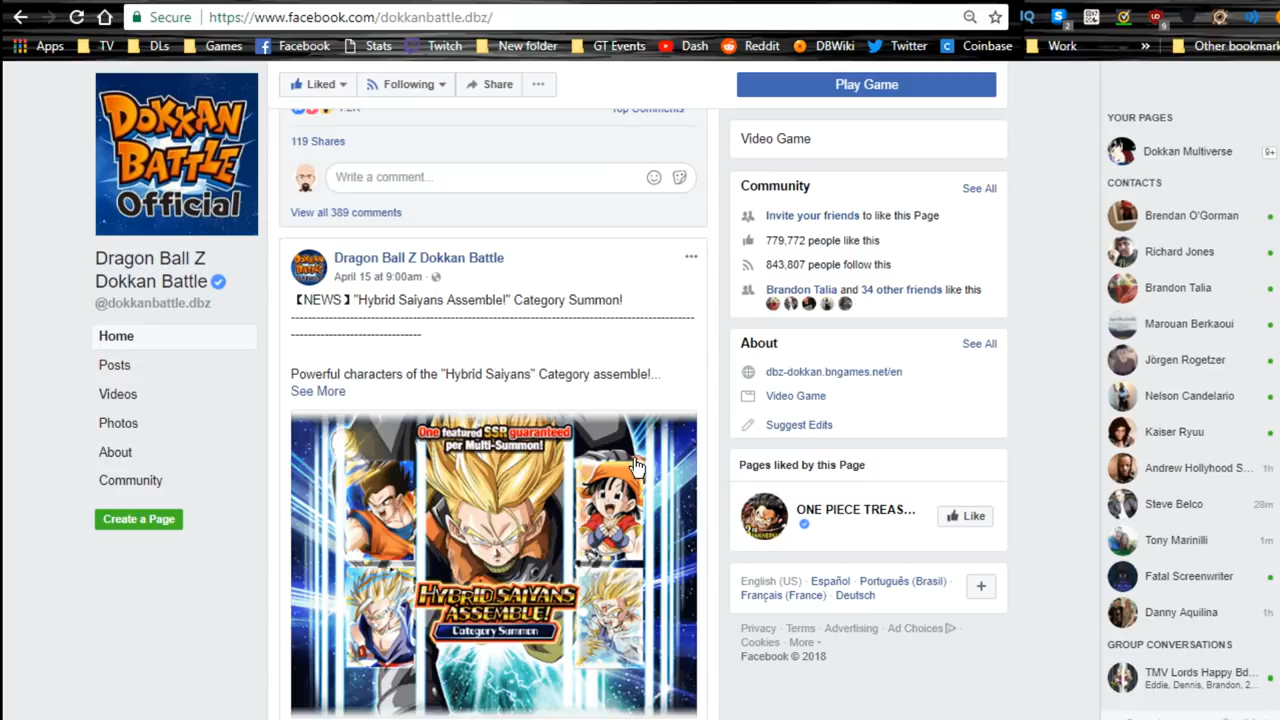 Secure https://www.facebook.com/dokkanbattle.dbz/
Apps TV DLs Games Facebook Stats Twitch New folder GT Events Dash Reddit DBWiki Twitter Coinbase Work » Other bookmark
DOKKAN
BATTLE
Official
Dragon Ball Z
Dokkan Battle
@dokkanbattle.dbz
Home
Posts
Videos
Photos
About
Community
Create a Page
Liked Following Share ...
Play Game
Top Comments
119 Shares
Write a comment...
View all 389 comments
Dragon Ball Z Dokkan Battle
April 15 at 9:00am ·
【NEWS】"Hybrid Saiyans Assemble!" Category Summon!
Powerful characters of the "Hybrid Saiyans" Category assemble!...
See More
One featured SSR guaranteed
per Multi-Summon!
HYBRID SAIYANS
ASSEMBLE!
Category Summon
Video Game
Community See All
Invite your friends to like this Page
779,772 people like this
843,807 people follow this
Brandon Talia and 34 other friends like this
About See All
dbz-dokkan.bngames.net/en
Video Game
Suggest Edits
Pages liked by this Page
ONE PIECE TREAS...
Like
English (US) · Español · Português (Brasil) ·
Français (France) · Deutsch
Privacy · Terms · Advertising · Ad Choices ·
Cookies · More
Facebook © 2018
YOUR PAGES
Dokkan Multiverse 9+
CONTACTS
Brendan O'Gorman
Richard Jones
Brandon Talia
Marouan Berkaoui
Jörgen Rogetzer
Nelson Candelario
Kaiser Ryuu
Andrew Hollyhood S... 1h
Steve Belco 28m
Tony Marinilli 1m
Fatal Screenwriter
Danny Aquilina 1h
GROUP CONVERSATIONS
TMV Lords Happy Bd...
Eddie, Dennis, Brandon, 2...